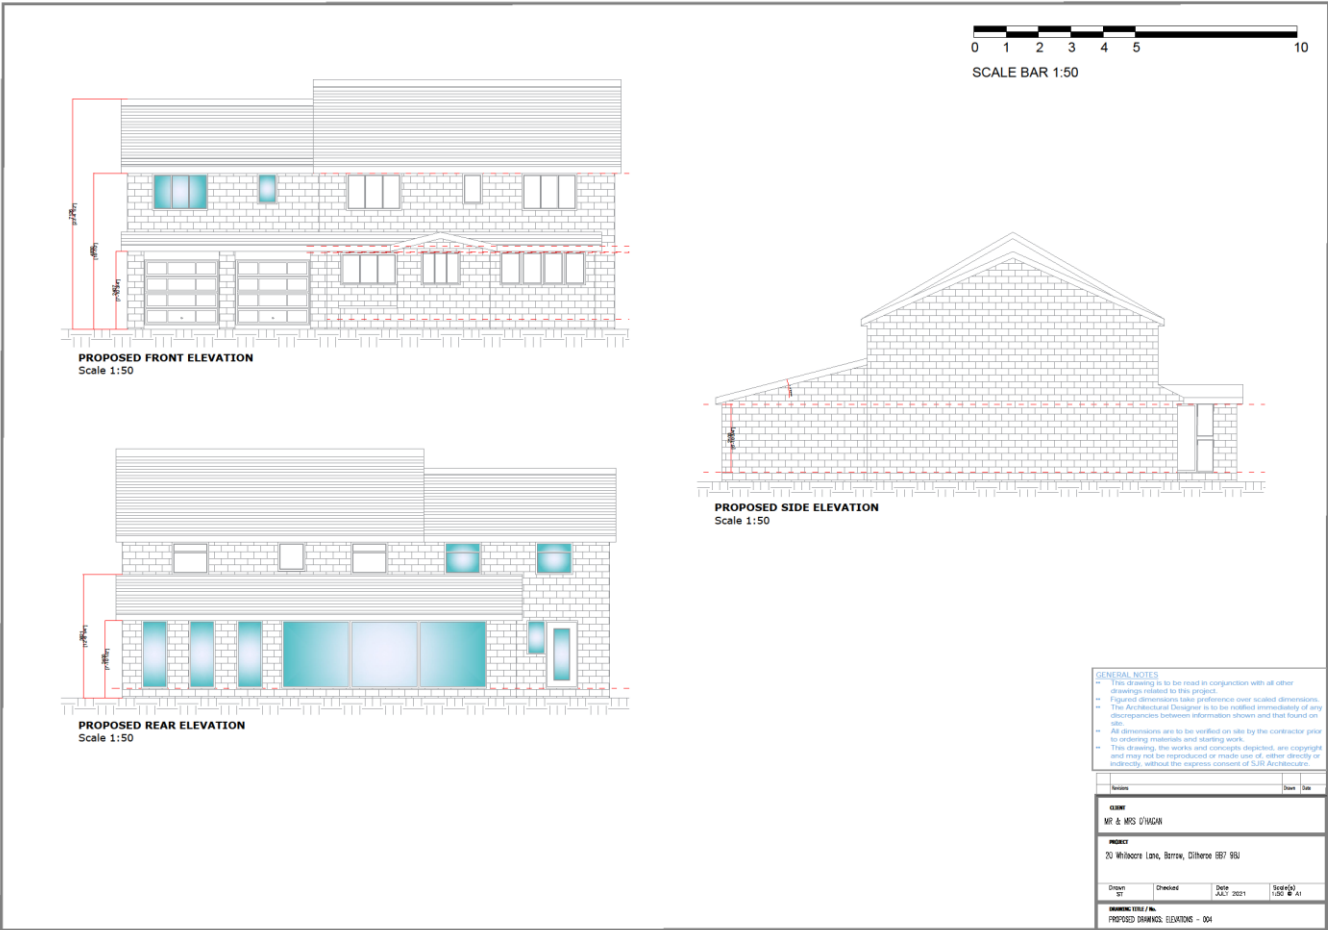 0 1 2 3 4 5 10
SCALE BAR 1:50
PROPOSED FRONT ELEVATION
Scale 1:50
PROPOSED SIDE ELEVATION
Scale 1:50
PROPOSED REAR ELEVATION
Scale 1:50
GENERAL NOTES
This drawing is to be read in conjunction with all other
drawings related to this project.
Figured dimensions take preference over scaled dimensions.
The Architectural Designer is to be notified immediately of any
discrepancies between information shown and that found on
site.
All dimensions are to be verified on site by the contractor prior
to ordering materials and starting work.
This drawing, the works and concepts depicted, are copyright
and may not be reproduced or made use of, either directly or
indirectly, without the express consent of SJR Architecutre.
Revisions Drawn Date
CLIENT
MR & MRS O'HAGAN
PROJECT
20 Whiteacre Lane, Barrow, Clitheroe BB7 9BJ
Drawn Checked Date Scale(s)
ST JULY 2021 1:50 @ A1
DRAWING TITLE / No.
PROPOSED DRAWINGS: ELEVATIONS - 004